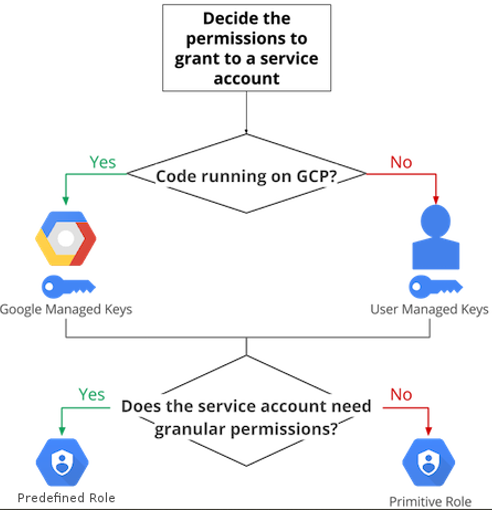 Decide the
permissions to
grant to a service
account
Yes
Code running on GCP?
No
Google Managed Keys
User Managed Keys
Yes
Does the service account need
granular permissions?
No
Predefined Role
Primitive Role